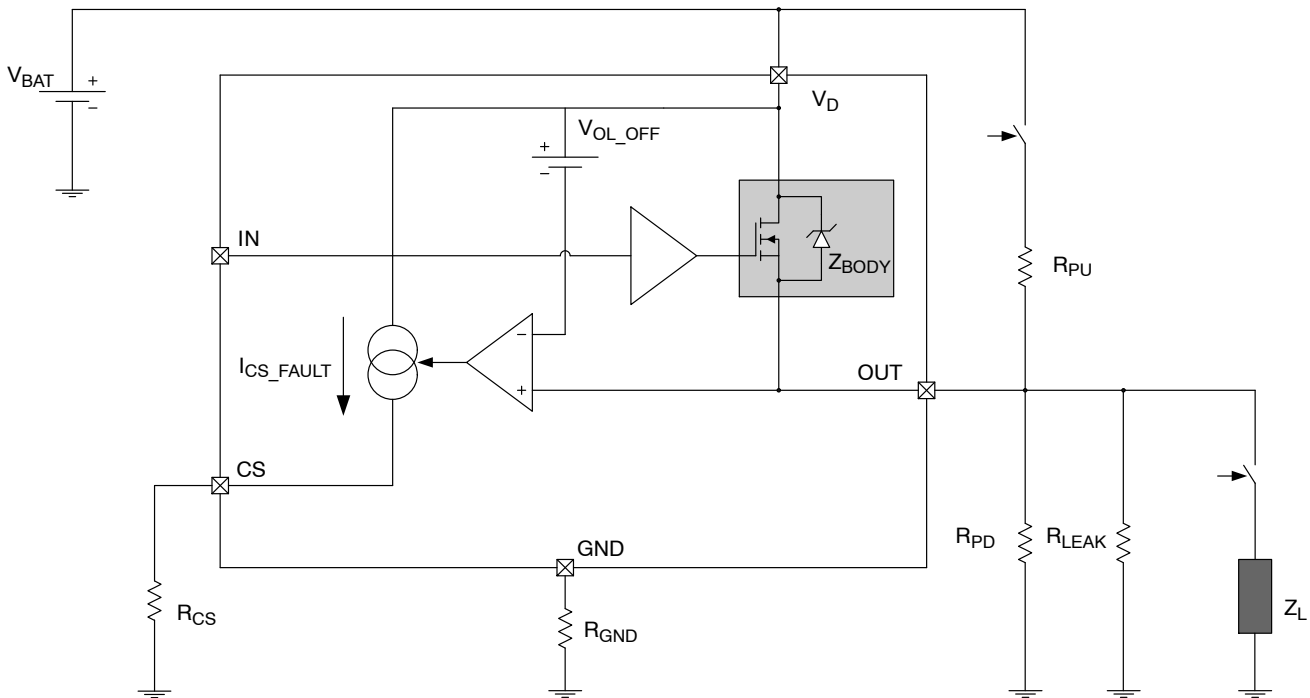 V_BAT
+
−
V_D
V_OL_OFF
+
−
IN
Z_BODY
R_PU
I_CS_FAULT
−
+
OUT
CS
GND
R_PD
R_LEAK
R_CS
R_GND
Z_L